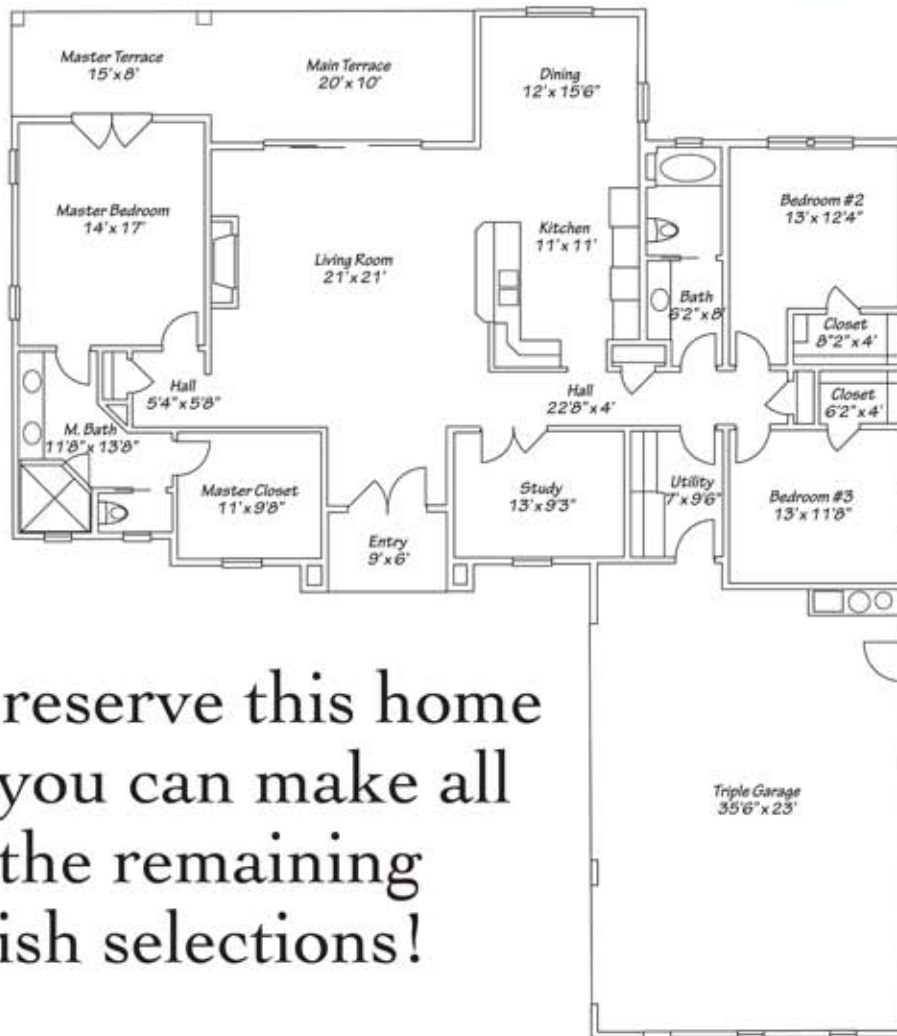 Master Terrace
15'x 8'
Main Terrace
20'x 10'
Dining
12'x 15'6"
Master Bedroom
14'x 17'
Living Room
21'x 21'
Kitchen
11'x 11'
Bath
6'2"x 8'
Bedroom #2
13'x 12'4"
Closet
8'2"x 4'
Closet
6'2"x 4'
Hall
5'4"x 5'8"
Hall
22'8"x 4'
M. Bath
11'8"x 13'8"
Master Closet
11'x 9'8"
Study
13'x 9'3"
Utility
7'x 9'6"
Bedroom #3
13'x 11'8"
Entry
9'x 6'
Triple Garage
35'6"x 23'
reserve this home
you can make all
the remaining
ish selections!